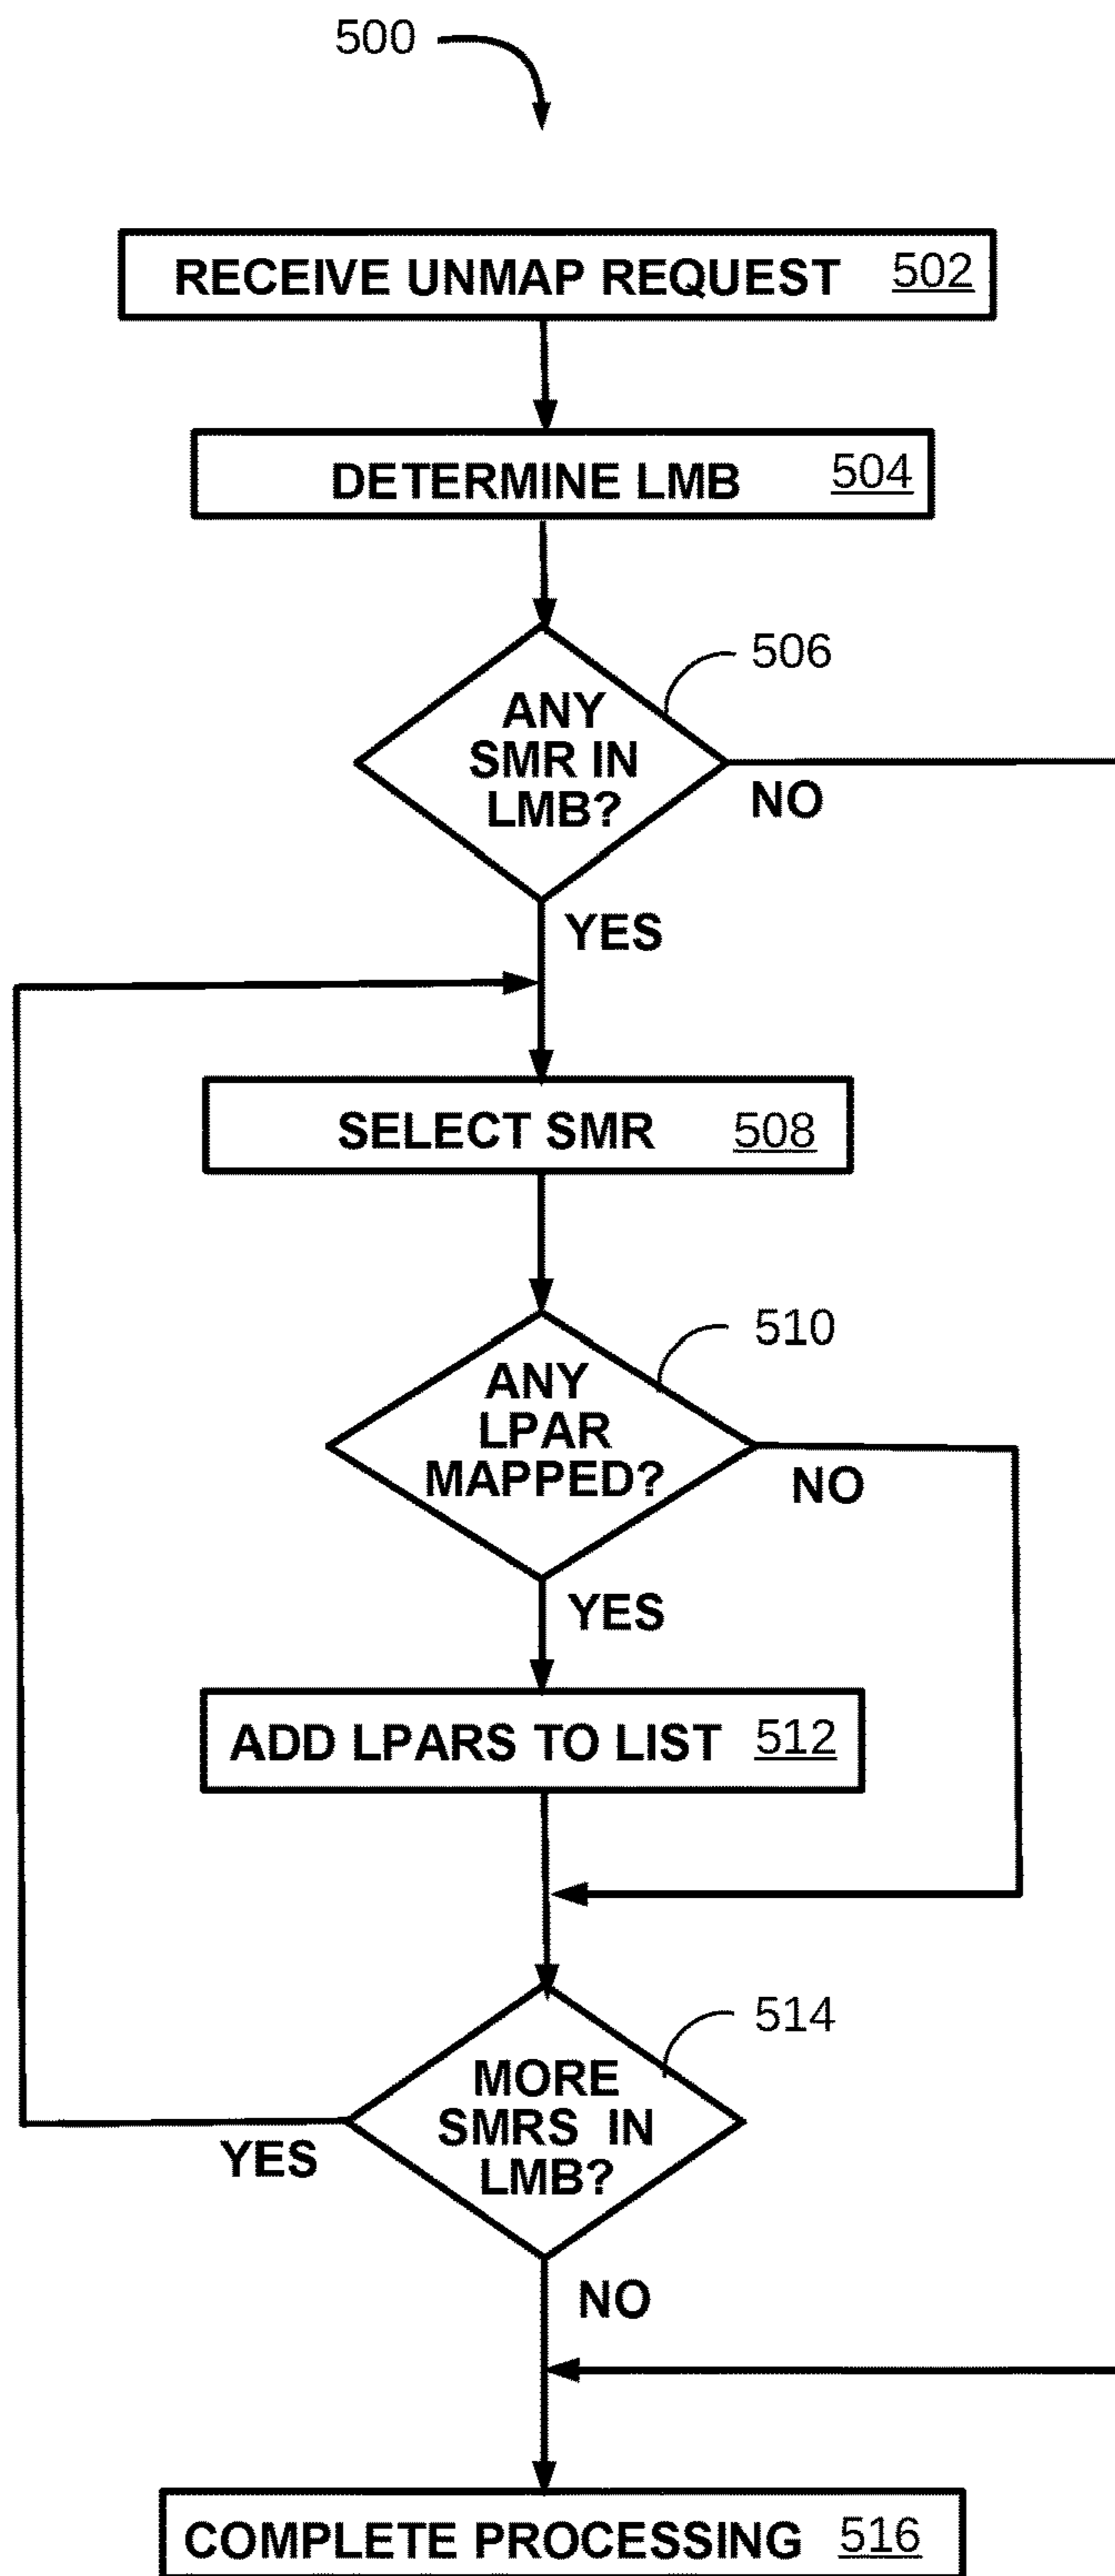 500
RECEIVE UNMAP REQUEST 502
DETERMINE LMB 504
506
ANY
SMR IN
LMB?
NO
YES
SELECT SMR 508
510
ANY
LPAR
MAPPED?
NO
YES
ADD LPARS TO LIST 512
514
MORE
SMRS IN
LMB?
YES
NO
COMPLETE PROCESSING 516